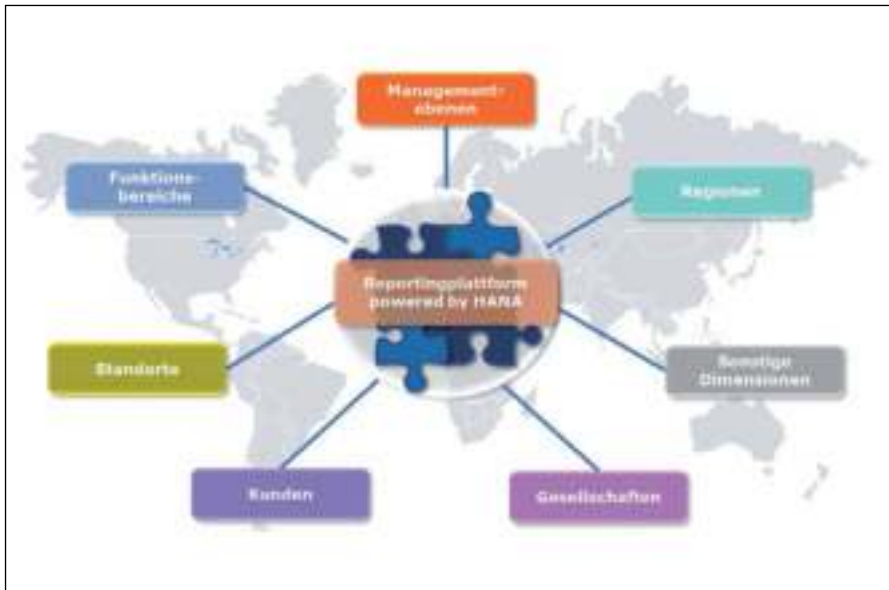 Management-
ebenen
Funktions-
bereiche
Regionen
Reportingplattform
powered by HANA
Standorte
Sonstige
Dimensionen
Kunden
Gesellschaften